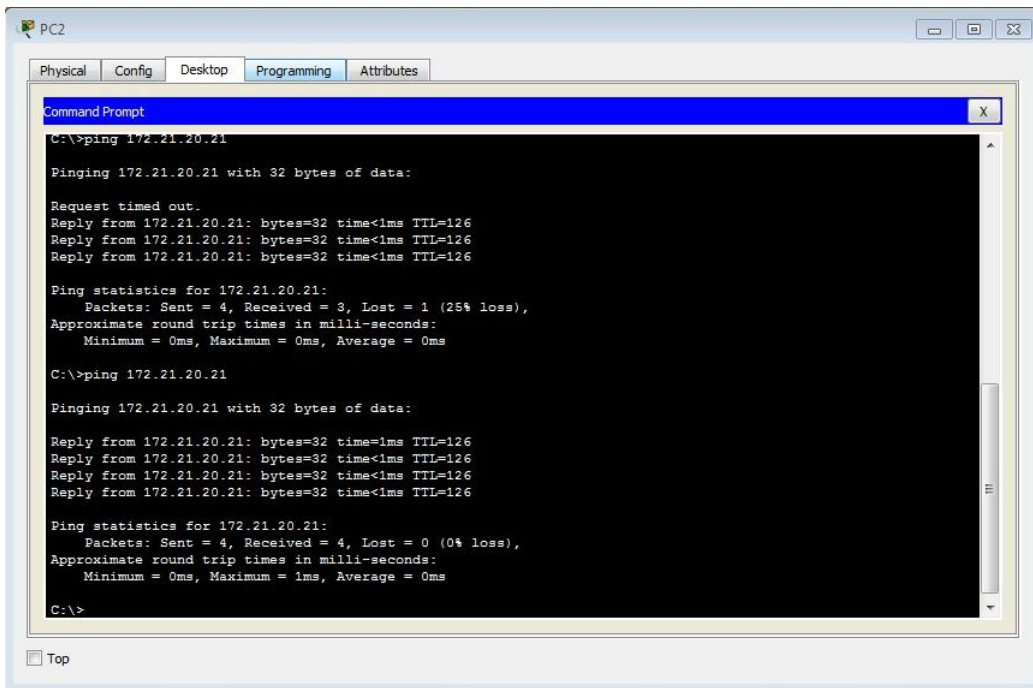 PC2
Physical Config Desktop Programming Attributes
Command Prompt
X
C:\>ping 172.21.20.21
Pinging 172.21.20.21 with 32 bytes of data:
Request timed out.
Reply from 172.21.20.21: bytes=32 time<1ms TTL=126
Reply from 172.21.20.21: bytes=32 time<1ms TTL=126
Reply from 172.21.20.21: bytes=32 time<1ms TTL=126
Ping statistics for 172.21.20.21:
Packets: Sent = 4, Received = 3, Lost = 1 (25% loss),
Approximate round trip times in milli-seconds:
Minimum = 0ms, Maximum = 0ms, Average = 0ms
C:\>ping 172.21.20.21
Pinging 172.21.20.21 with 32 bytes of data:
Reply from 172.21.20.21: bytes=32 time=1ms TTL=126
Reply from 172.21.20.21: bytes=32 time<1ms TTL=126
Reply from 172.21.20.21: bytes=32 time<1ms TTL=126
Reply from 172.21.20.21: bytes=32 time<1ms TTL=126
Ping statistics for 172.21.20.21:
Packets: Sent = 4, Received = 4, Lost = 0 (0% loss),
Approximate round trip times in milli-seconds:
Minimum = 0ms, Maximum = 1ms, Average = 0ms
C:\>
Top